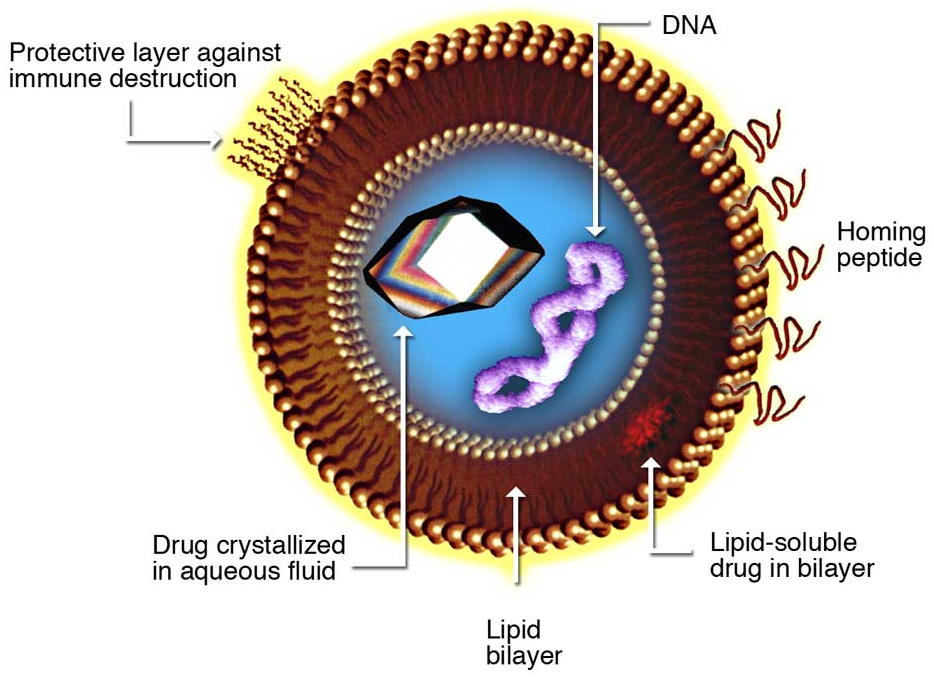 DNA
Protective layer against
immune destruction
Homing
peptide
Drug crystallized
in aqueous fluid
Lipid-soluble
drug in bilayer
Lipid
bilayer